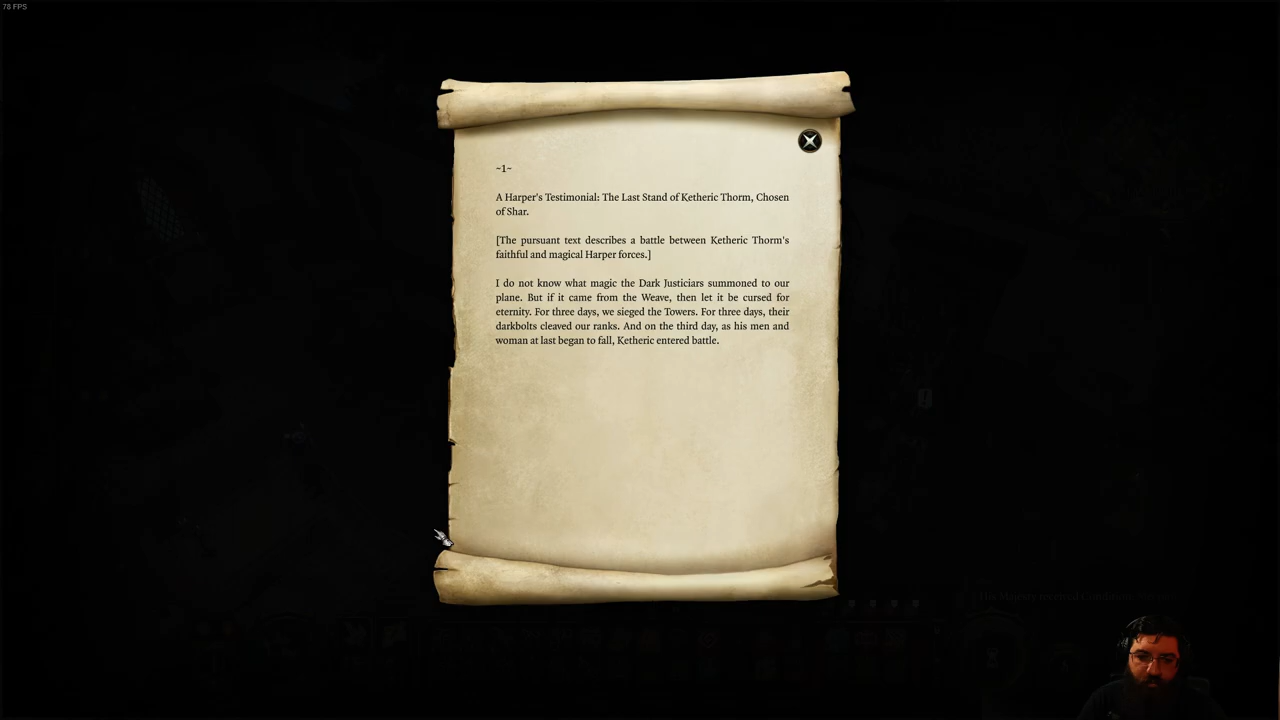 78 FPS
~1~
A Harper's Testimonial: The Last Stand of Ketheric Thorm, Chosen
of Shar.
[The pursuant text describes a battle between Ketheric Thorm's
faithful and magical Harper forces.]
I do not know what magic the Dark Justiciars summoned to our
plane. But if it came from the Weave, then let it be cursed for
eternity. For three days, we sieged the Towers. For three days, their
darkbolts cleaved our ranks. And on the third day, as his men and
woman at last began to fall, Ketheric entered battle.